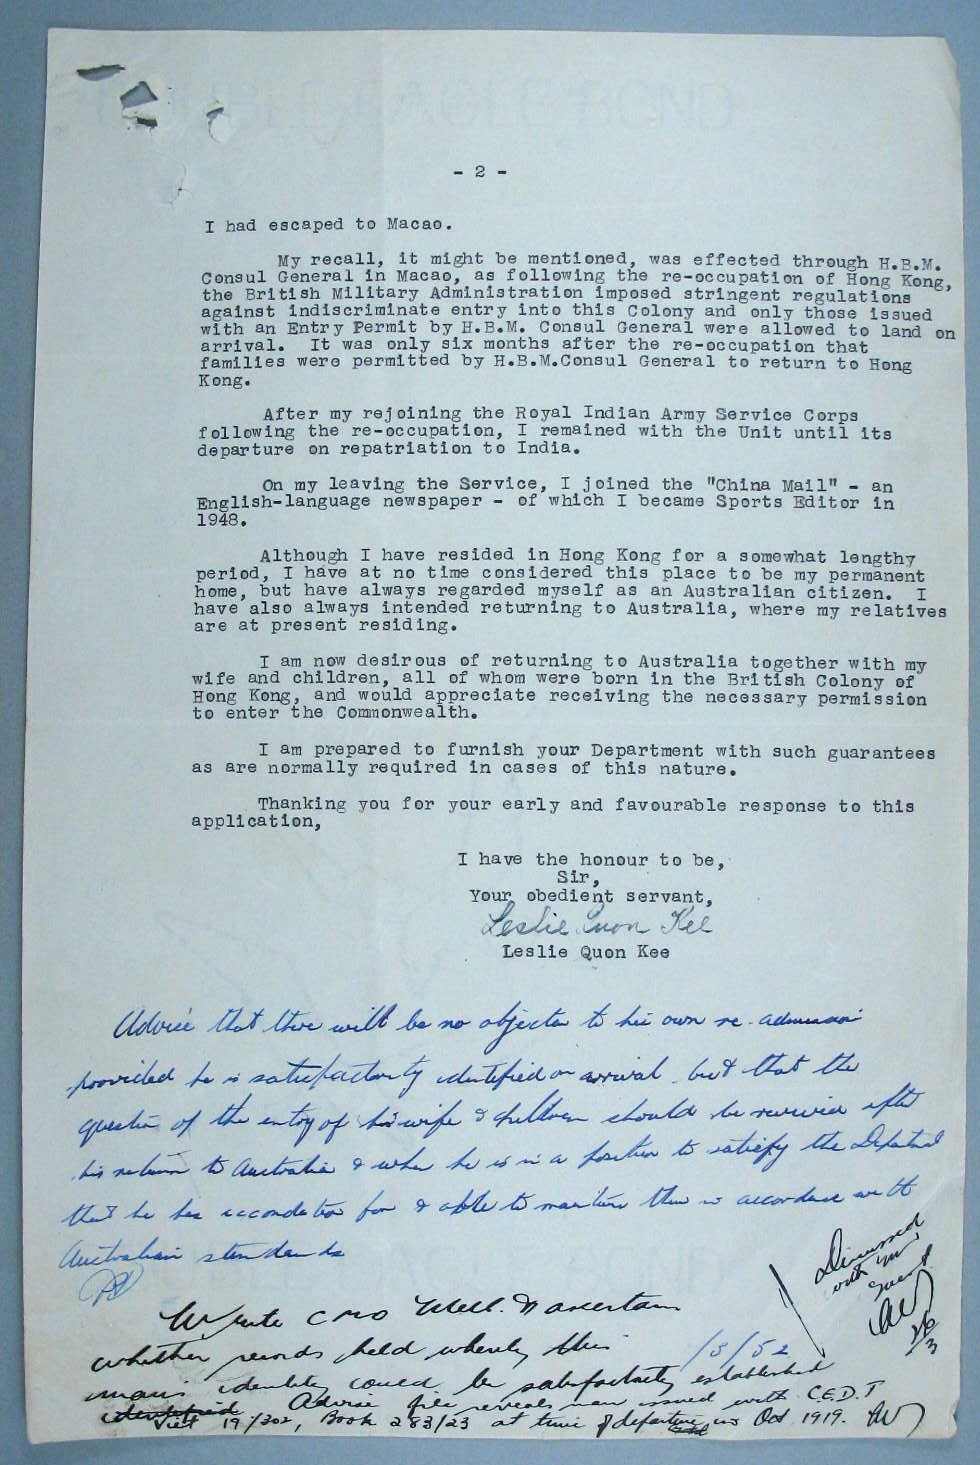 - 2 -
I had escaped to Macao.
My recall, it might be mentioned, was effected through H.B.M.
Consul General in Macao, as following the re-occupation of Hong Kong,
the British Military Administration imposed stringent regulations
against indiscriminate entry into this Colony and only those issued
with an Entry Permit by H.B.M. Consul General were allowed to land on
arrival. It was only six months after the re-occupation that
families were permitted by H.B.M.Consul General to return to Hong
Kong.
After my rejoining the Royal Indian Army Service Corps
following the re-occupation, I remained with the Unit until its
departure on repatriation to India.
On my leaving the Service, I joined the "China Mail" - an
English-language newspaper - of which I became Sports Editor in
1948.
Although I have resided in Hong Kong for a somewhat lengthy
period, I have at no time considered this place to be my permanent
home, but have always regarded myself as an Australian citizen. I
have also always intended returning to Australia, where my relatives
are at present residing.
I am now desirous of returning to Australia together with my
wife and children, all of whom were born in the British Colony of
Hong Kong, and would appreciate receiving the necessary permission
to enter the Commonwealth.
I am prepared to furnish your Department with such guarantees
as are normally required in cases of this nature.
Thanking you for your early and favourable response to this
application,
I have the honour to be,
Sir,
Your obedient servant,
Leslie Quon Kee
Leslie Quon Kee
Advise that there will be no objection to his own re-admission
provided he is satisfactorily identified on arrival but that the
question of the entry of his wife & children should be reviewed after
his return to Australia & when he is in a position to satisfy the Department
that he has accomodation for & able to maintain them in accordance with
Australian standards
Discussed
with Mr
26/3
Write CMO Melb. to ascertain
whether records held whereby this
1/3/52
man's identity could be satisfactorily established
identified Advise file reveals man issued with C.E.D.T
Vict 19/202, Book 283/23 at time of departure in Oct 1919.